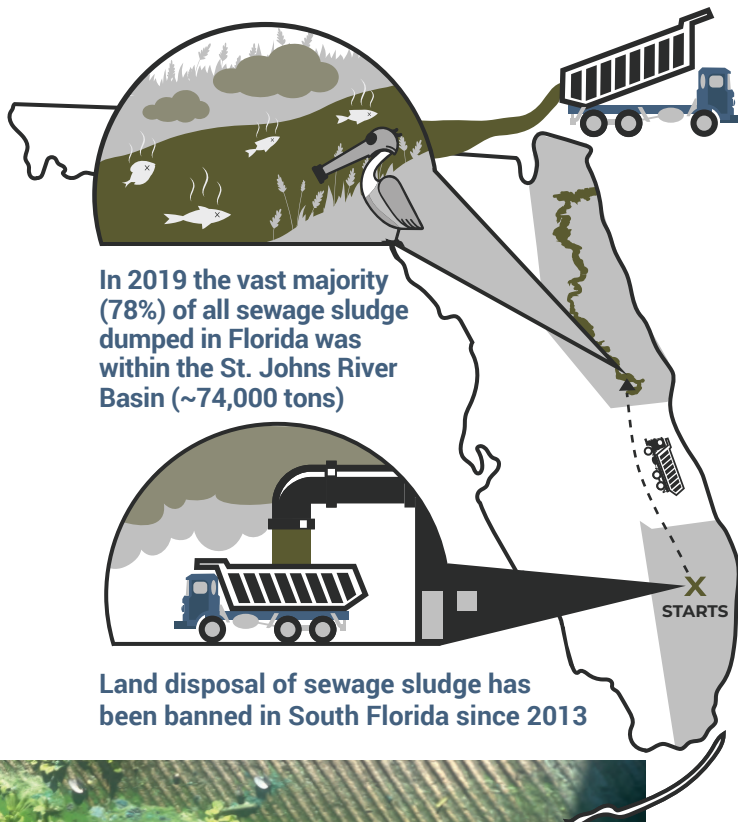 In 2019 the vast majority
(78%) of all sewage sludge
dumped in Florida was
within the St. Johns River
Basin (~74,000 tons)
X
STARTS
Land disposal of sewage sludge has
been banned in South Florida since 2013